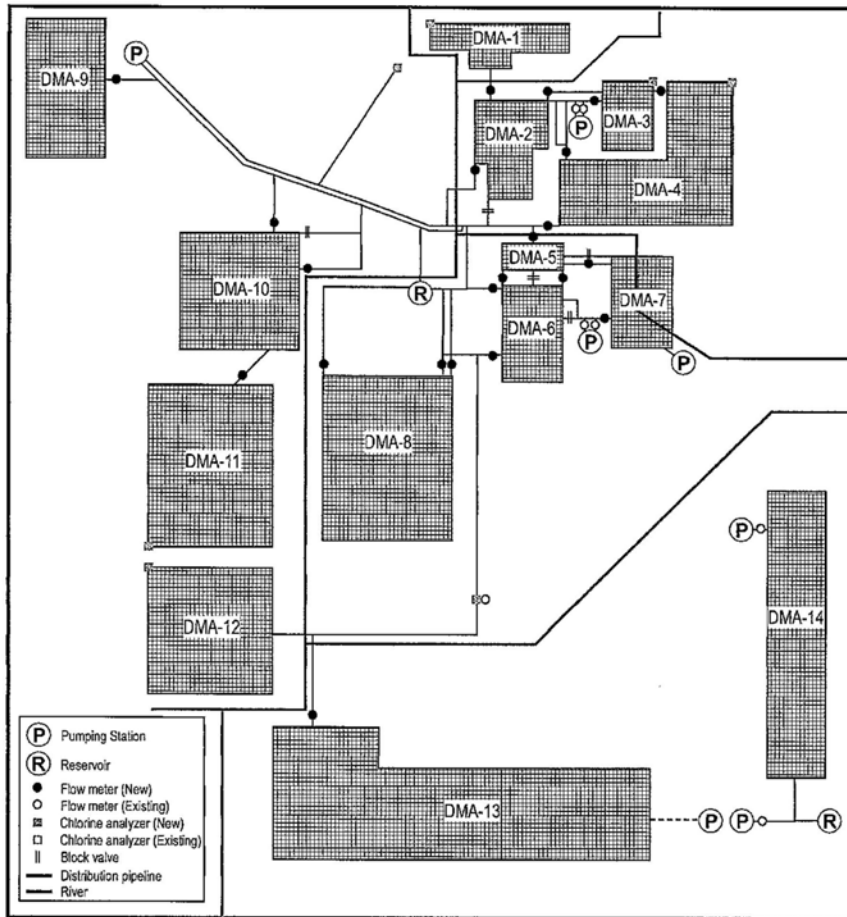 P
DMA-1
DMA-9
DMA-2
P
DMA-3
DMA-4
DMA-5
DMA-10
R
DMA-7
DMA-6
P
P
DMA-8
DMA-11
P
DMA-12
DMA-14
P Pumping Station
R Reservoir
Flow meter (New)
Flow meter (Existing)
Chlorine analyzer (New)
Chlorine analyzer (Existing)
Block valve
Distribution pipeline
River
DMA-13
P
P
R